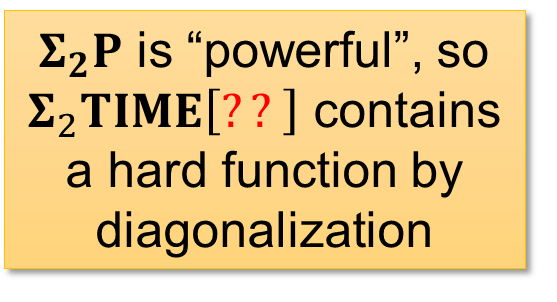 𝚺₂𝐏 is “powerful”, so
𝚺₂𝐓𝐈𝐌𝐄[? ? ] contains
a hard function by
diagonalization